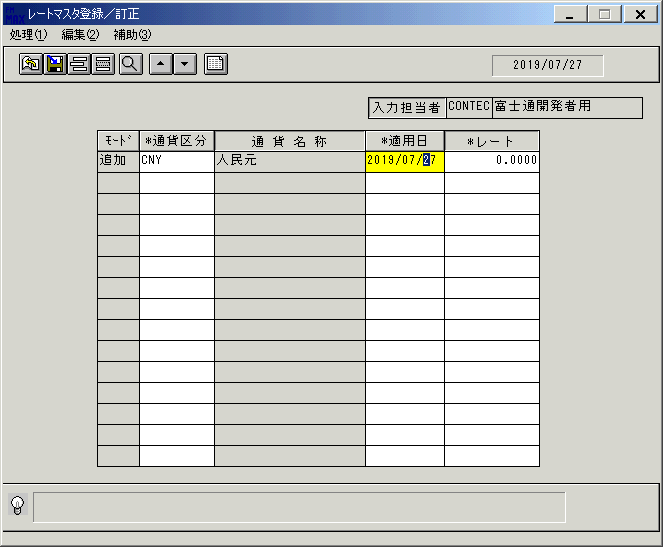 MAX レートマスタ登録／訂正
処理(1) 編集(2) 補助(3)
2019/07/27
入力担当者 CONTEC 富士通開発者用
ﾓｰﾄﾞ *通貨区分 通 貨 名 称 *適用日 *レート
追加 CNY 人民元 2019/07/27 0.0000